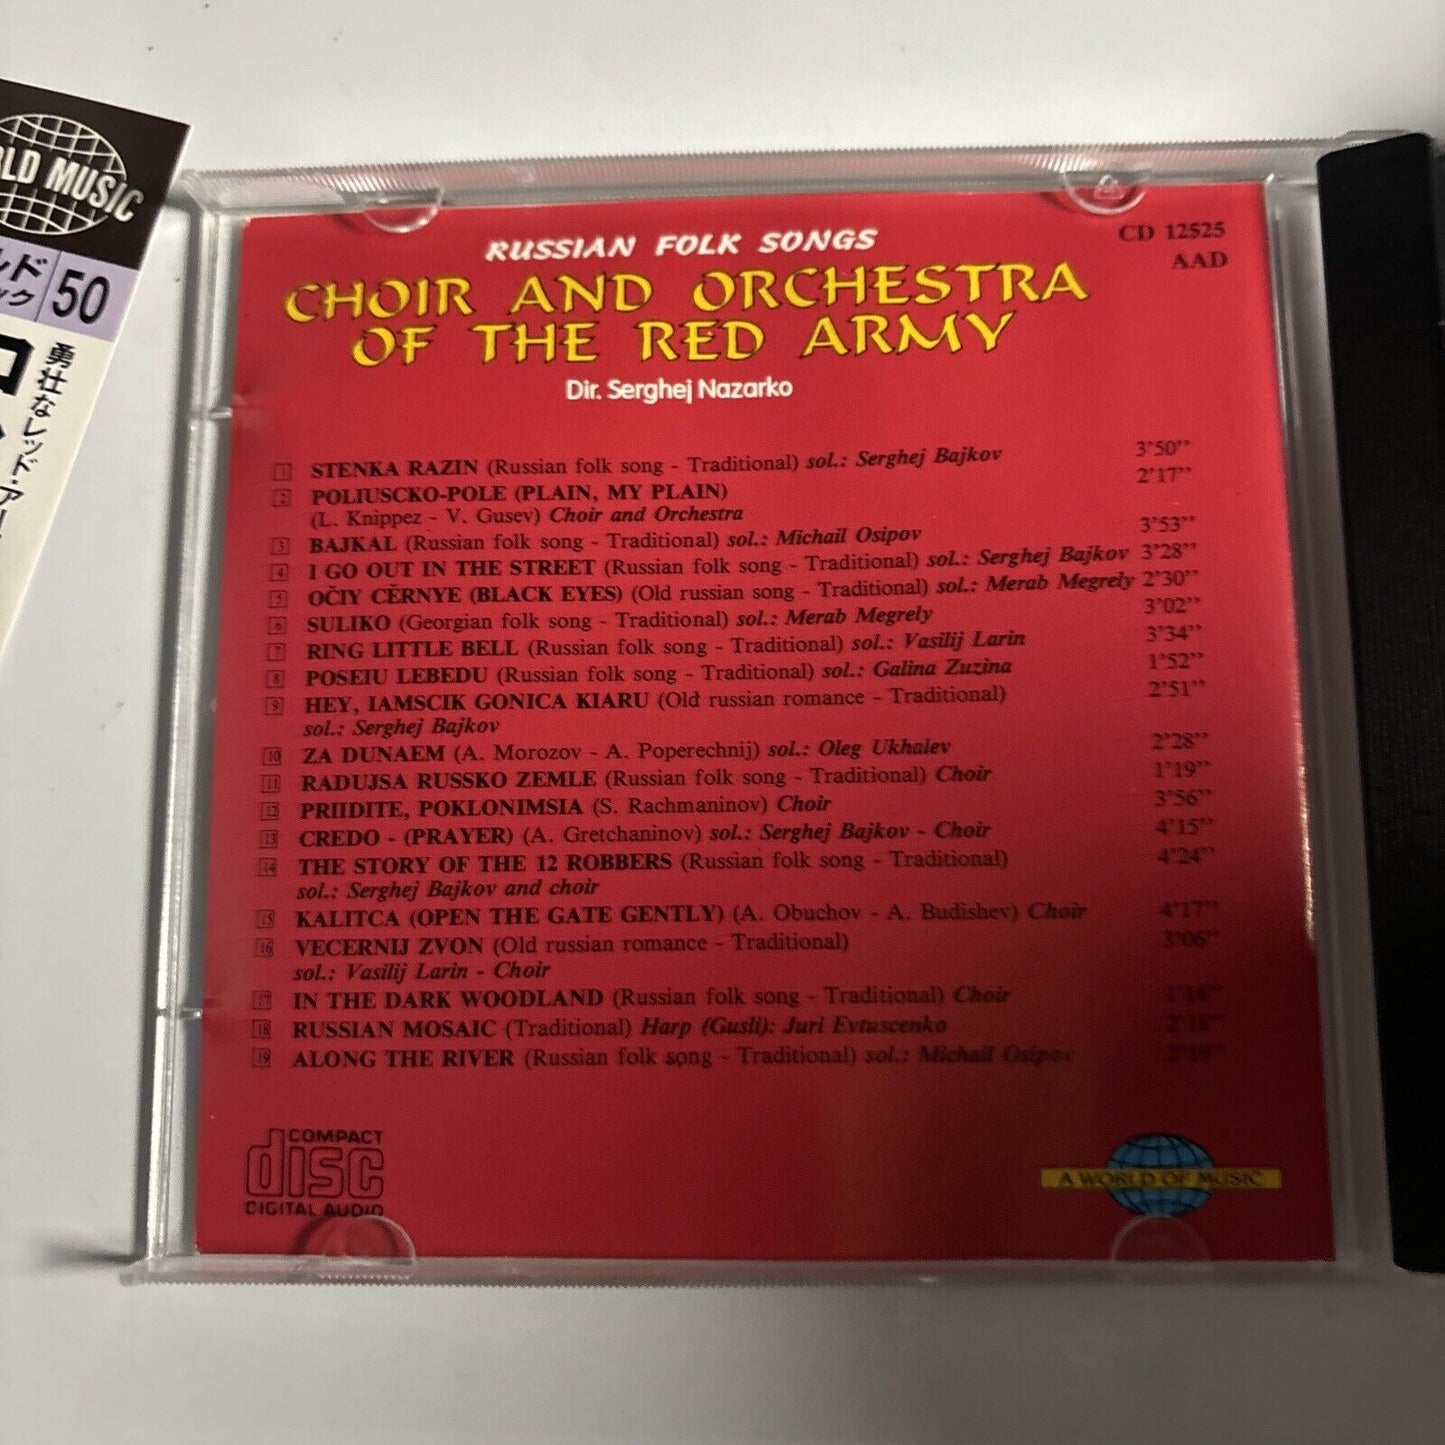 RLD MUSIC
ルド
ック
50
勇壮なレッド・アー
RUSSIAN FOLK SONGS
CHOIR AND ORCHESTRA
OF THE RED ARMY
Dir. Serghej Nazarko
CD 12525
AAD
1 STENKA RAZIN (Russian folk song - Traditional) sol.: Serghej Bajkov 3'50''
2 POLIUSCKO-POLE (PLAIN, MY PLAIN) 2'17''
(L. Knippez - V. Gusev) Choir and Orchestra
3 BAJKAL (Russian folk song - Traditional) sol.: Michail Osipov 3'53''
4 I GO OUT IN THE STREET (Russian folk song - Traditional) sol.: Serghej Bajkov 3'28''
5 OČIY CĚRNYE (BLACK EYES) (Old russian song - Traditional) sol.: Merab Megrely 2'30''
6 SULIKO (Georgian folk song - Traditional) sol.: Merab Megrely 3'02''
7 RING LITTLE BELL (Russian folk song - Traditional) sol.: Vasilij Larin 3'34''
8 POSEIU LEBEDU (Russian folk song - Traditional) sol.: Galina Zuzina 1'52''
9 HEY, IAMSCIK GONICA KIARU (Old russian romance - Traditional) 2'51''
sol.: Serghej Bajkov
10 ZA DUNAEM (A. Morozov - A. Poperechnij) sol.: Oleg Ukhalev 2'28''
11 RADUJSA RUSSKO ZEMLE (Russian folk song - Traditional) Choir 1'19''
12 PRIIDITE, POKLONIMSIA (S. Rachmaninov) Choir 3'56''
13 CREDO - (PRAYER) (A. Gretchaninov) sol.: Serghej Bajkov - Choir 4'15''
14 THE STORY OF THE 12 ROBBERS (Russian folk song - Traditional) 4'24''
sol.: Serghej Bajkov and choir
15 KALITCA (OPEN THE GATE GENTLY) (A. Obuchov - A. Budishev) Choir 4'17''
16 VECERNIJ ZVON (Old russian romance - Traditional) 3'06''
sol.: Vasilij Larin - Choir
17 IN THE DARK WOODLAND (Russian folk song - Traditional) Choir 1'16''
18 RUSSIAN MOSAIC (Traditional) Harp (Gusli): Juri Evtuscenko 2'18''
19 ALONG THE RIVER (Russian folk song - Traditional) sol.: Michail Osipov 2'19''
COMPACT
disc
DIGITAL AUDIO
A WORLD OF MUSIC